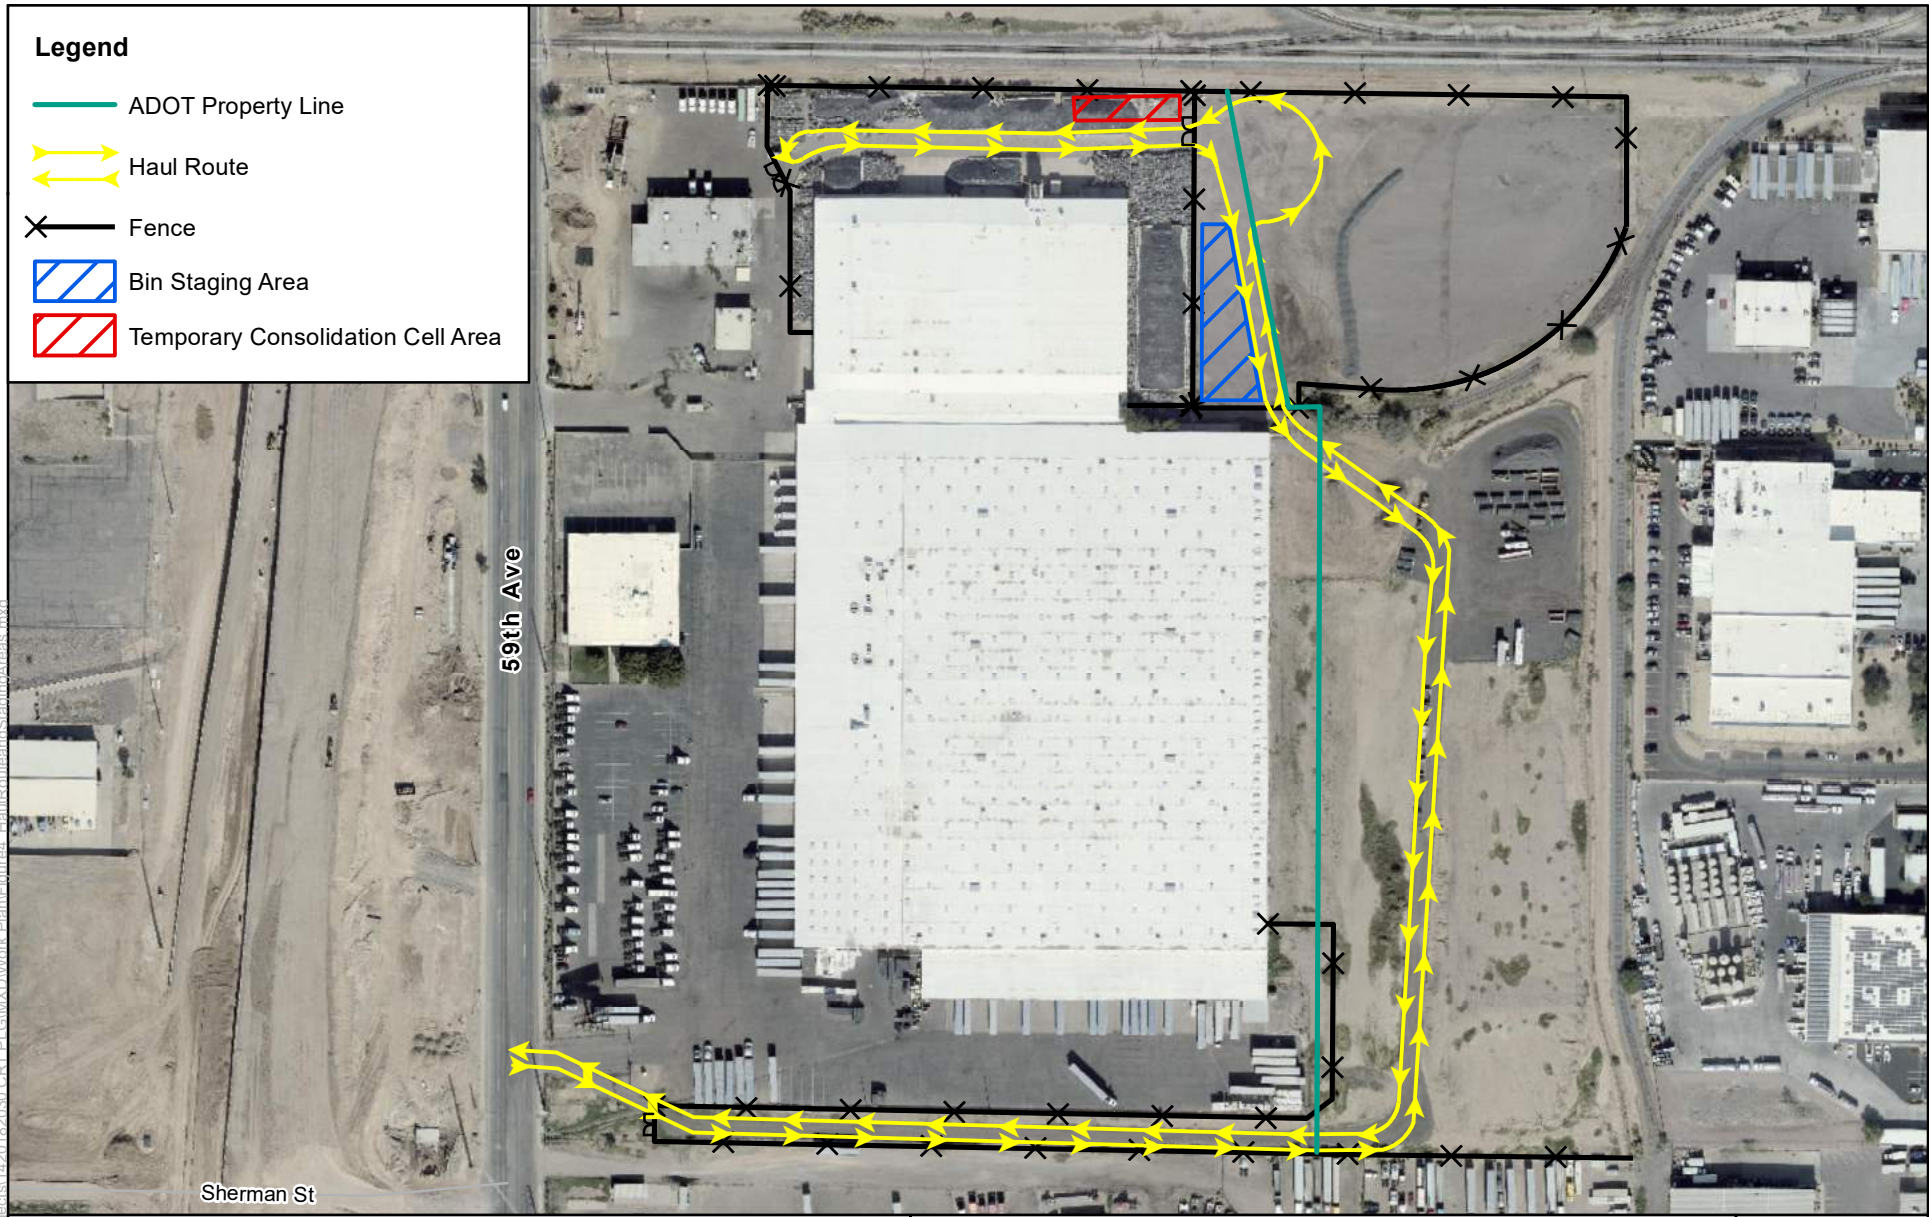 Legend
ADOT Property Line
Haul Route
Fence
Bin Staging Area
Temporary Consolidation Cell Area
59th Ave
Sherman St